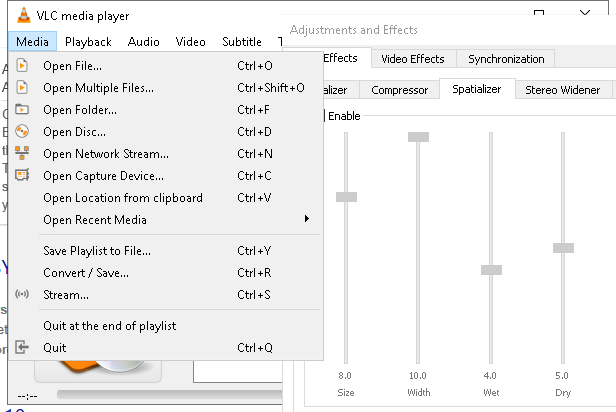 VLC media player
Adjustments and Effects
Media Playback Audio Video Subtitle
Effects Video Effects Synchronization
Compressor Spatializer Stereo Widener
Enable
Open File... Ctrl+O
Open Multiple Files... Ctrl+Shift+O
Open Folder... Ctrl+F
Open Disc... Ctrl+D
Open Network Stream... Ctrl+N
Open Capture Device... Ctrl+C
Open Location from clipboard Ctrl+V
Open Recent Media
Save Playlist to File... Ctrl+Y
Convert / Save... Ctrl+R
Stream... Ctrl+S
Quit at the end of playlist
Quit Ctrl+Q
8.0 10.0 4.0 5.0
Size Width Wet Dry
--:--